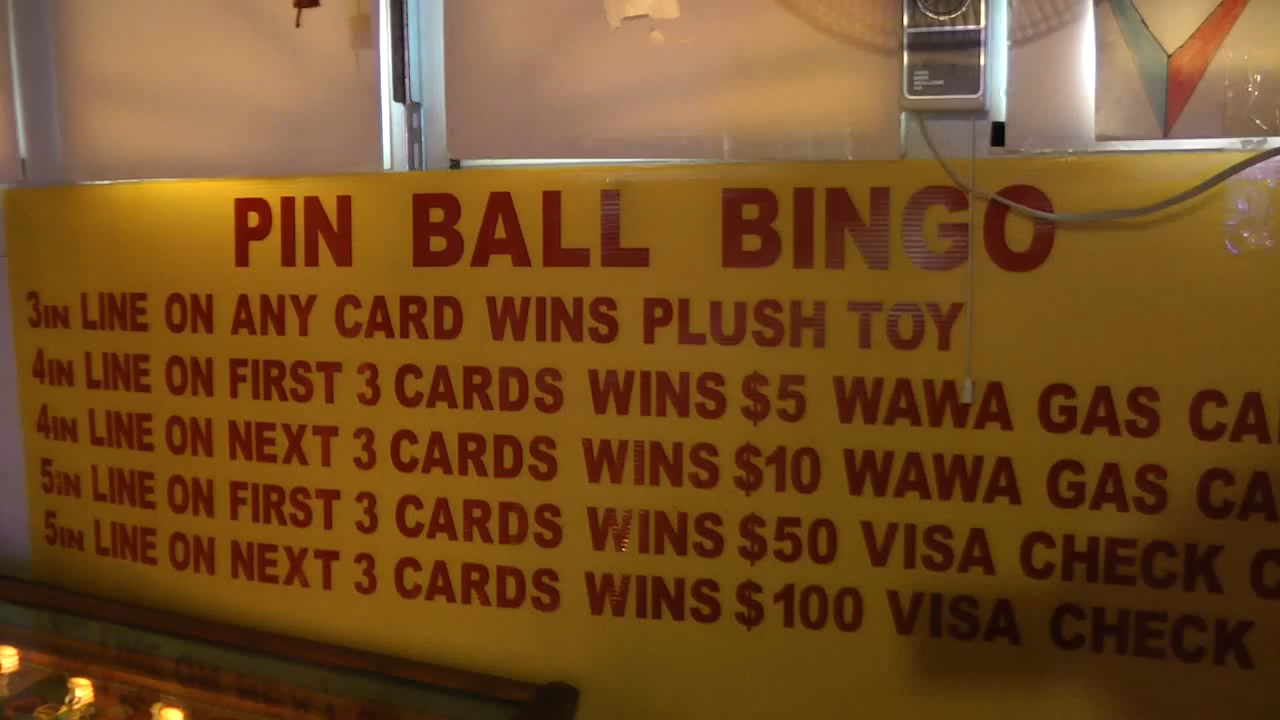 PIN BALL BINGO
3IN LINE ON ANY CARD WINS PLUSH TOY
4IN LINE ON FIRST 3 CARDS WINS $5 WAWA GAS CA
4IN LINE ON NEXT 3 CARDS WINS $10 WAWA GAS CA
5IN LINE ON FIRST 3 CARDS WINS $50 VISA CHECK C
5IN LINE ON NEXT 3 CARDS WINS $100 VISA CHECK